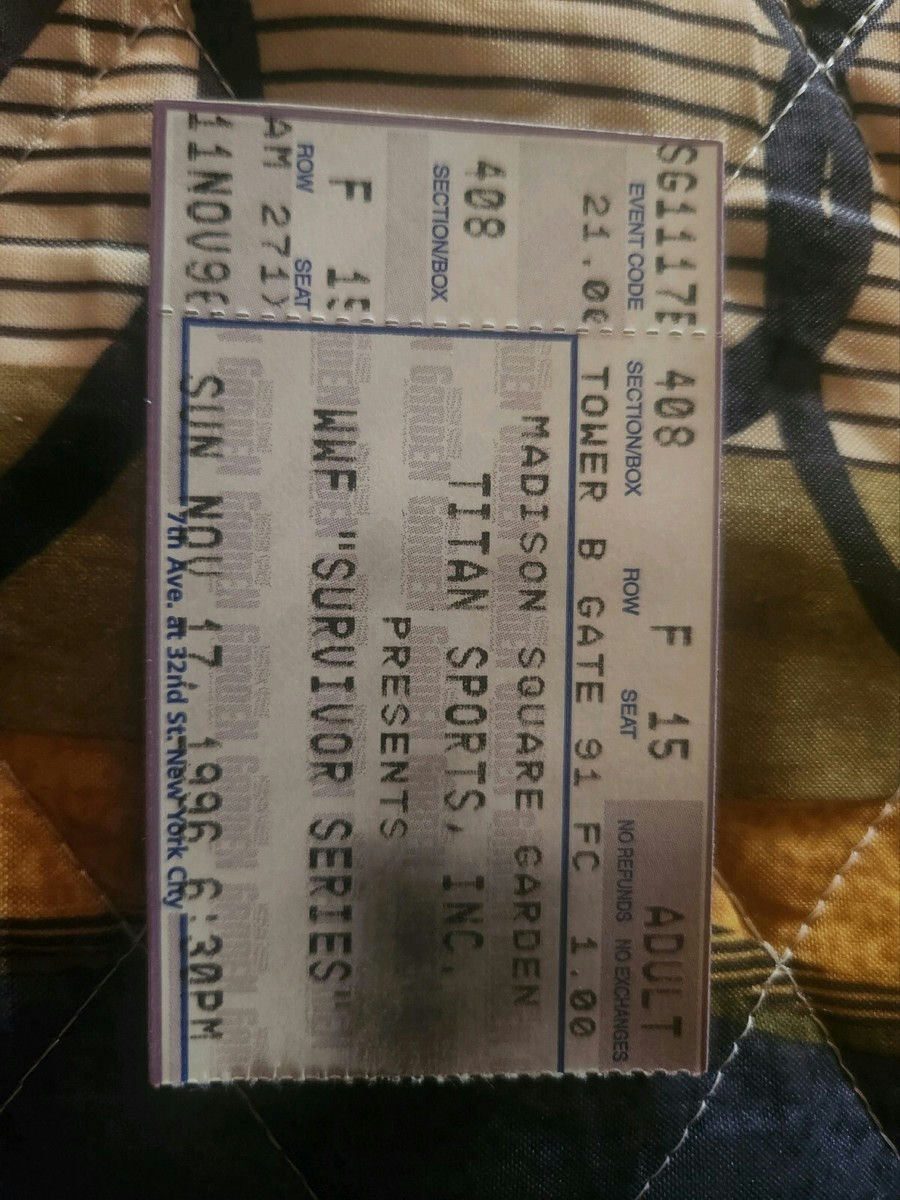 SG1117E 408 F 15 ADULT
EVENT CODE SECTION/BOX ROW SEAT NO REFUNDS NO EXCHANGES
21.00 TOWER B GATE 91 FC 1.00
MADISON SQUARE GARDEN
408 TITAN SPORTS, INC.
SECTION/BOX
PRESENTS
F 15 WWF "SURVIVOR SERIES"
ROW SEAT
AM 271
11NOV96 SUN NOV 17, 1996 6:30PM
7th Ave. at 32nd St. New York City